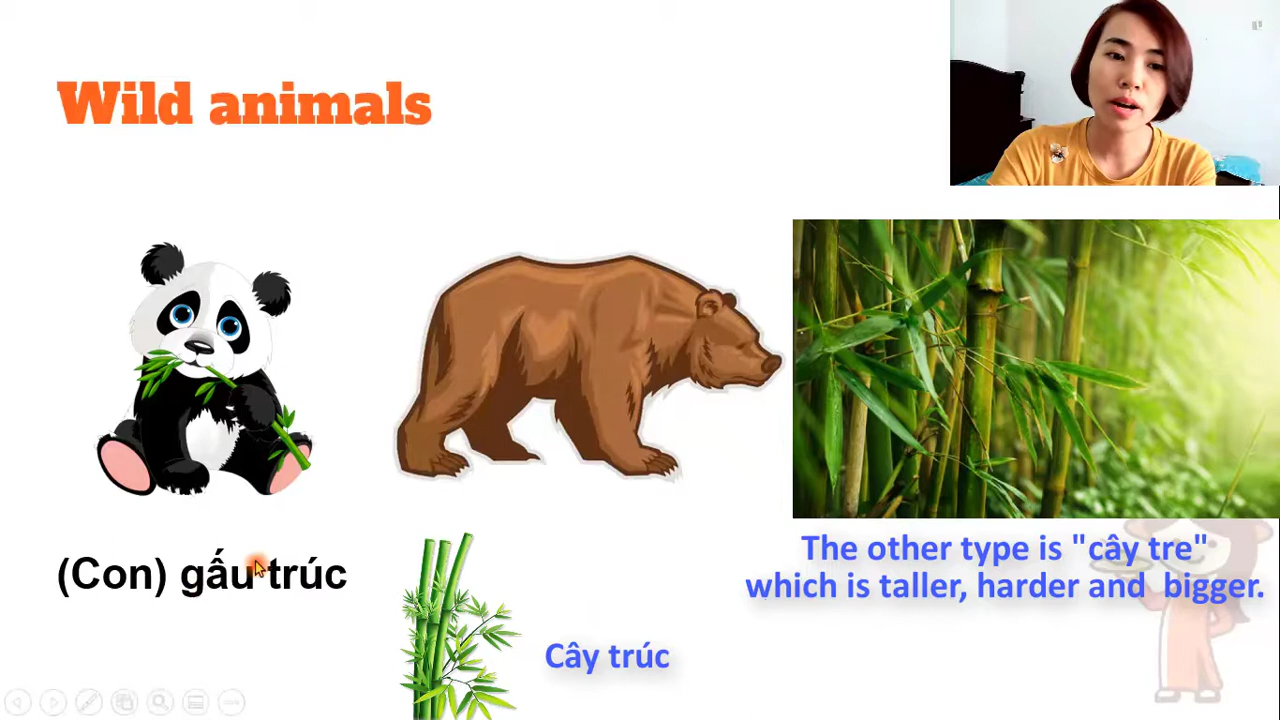 Wild animals
(Con) gấu trúc
Cây trúc
The other type is "cây tre"
which is taller, harder and bigger.